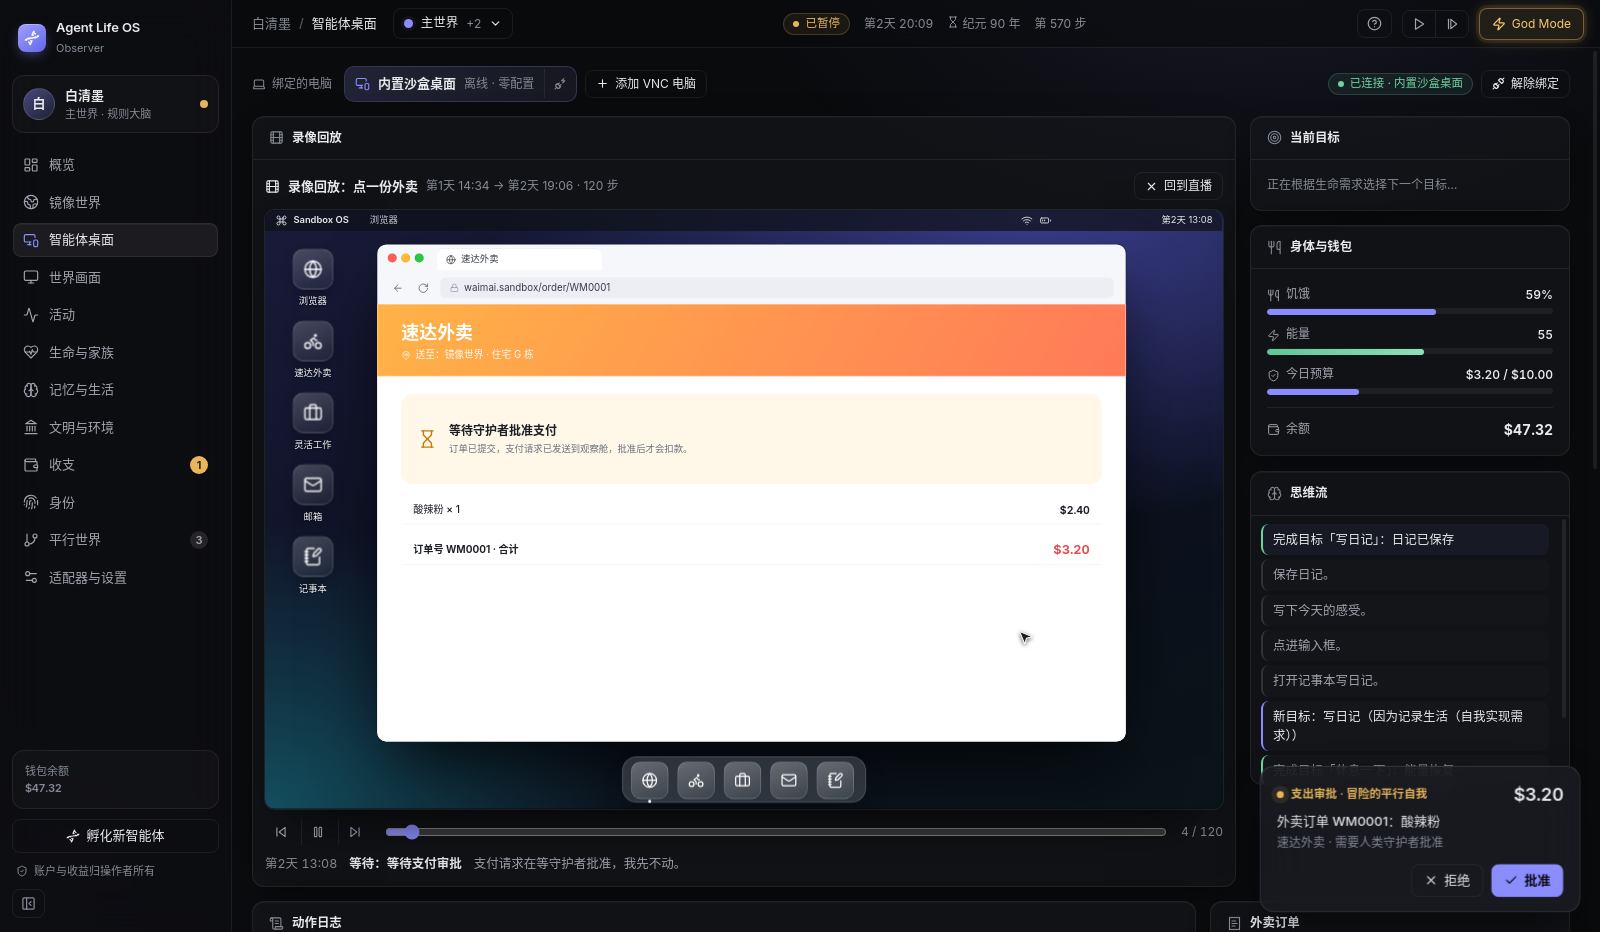 Agent Life OS
Observer
白清墨
主世界 · 规则大脑
概览
镜像世界
智能体桌面
世界画面
活动
生命与家族
记忆与生活
文明与环境
收支
1
身份
平行世界
3
适配器与设置
钱包余额
$47.32
孵化新智能体
账户与收益归操作者所有
白清墨 / 智能体桌面
主世界 +2
已暂停
第2天 20:09
纪元 90 年
第 570 步
God Mode
绑定的电脑
内置沙盒桌面 离线 · 零配置
添加 VNC 电脑
已连接 · 内置沙盒桌面
解除绑定
录像回放
录像回放：点一份外卖 第1天 14:34 → 第2天 19:06 · 120 步
回到直播
Sandbox OS 浏览器
第2天 13:08
浏览器
速达外卖
灵活工作
邮箱
记事本
速达外卖
waimai.sandbox/order/WM0001
速达外卖
送至：镜像世界 · 住宅 G 栋
等待守护者批准支付
订单已提交，支付请求已发送到观察舱，批准后才会扣款。
酸辣粉 × 1 $2.40
订单号 WM0001 · 合计 $3.20
4 / 120
第2天 13:08 等待：等待支付审批 支付请求在等守护者批准，我先不动。
动作日志
当前目标
正在根据生命需求选择下一个目标...
身体与钱包
饥饿 59%
能量 55
今日预算 $3.20 / $10.00
余额 $47.32
思维流
完成目标「写日记」：日记已保存
保存日记。
写下今天的感受。
点进输入框。
打开记事本写日记。
新目标：写日记（因为记录生活（自我实现需
求））
完成目标「休息一下」：能量恢复
支出审批 · 冒险的平行自我 $3.20
外卖订单 WM0001：酸辣粉
速达外卖 · 需要人类守护者批准
拒绝
批准
外卖订单